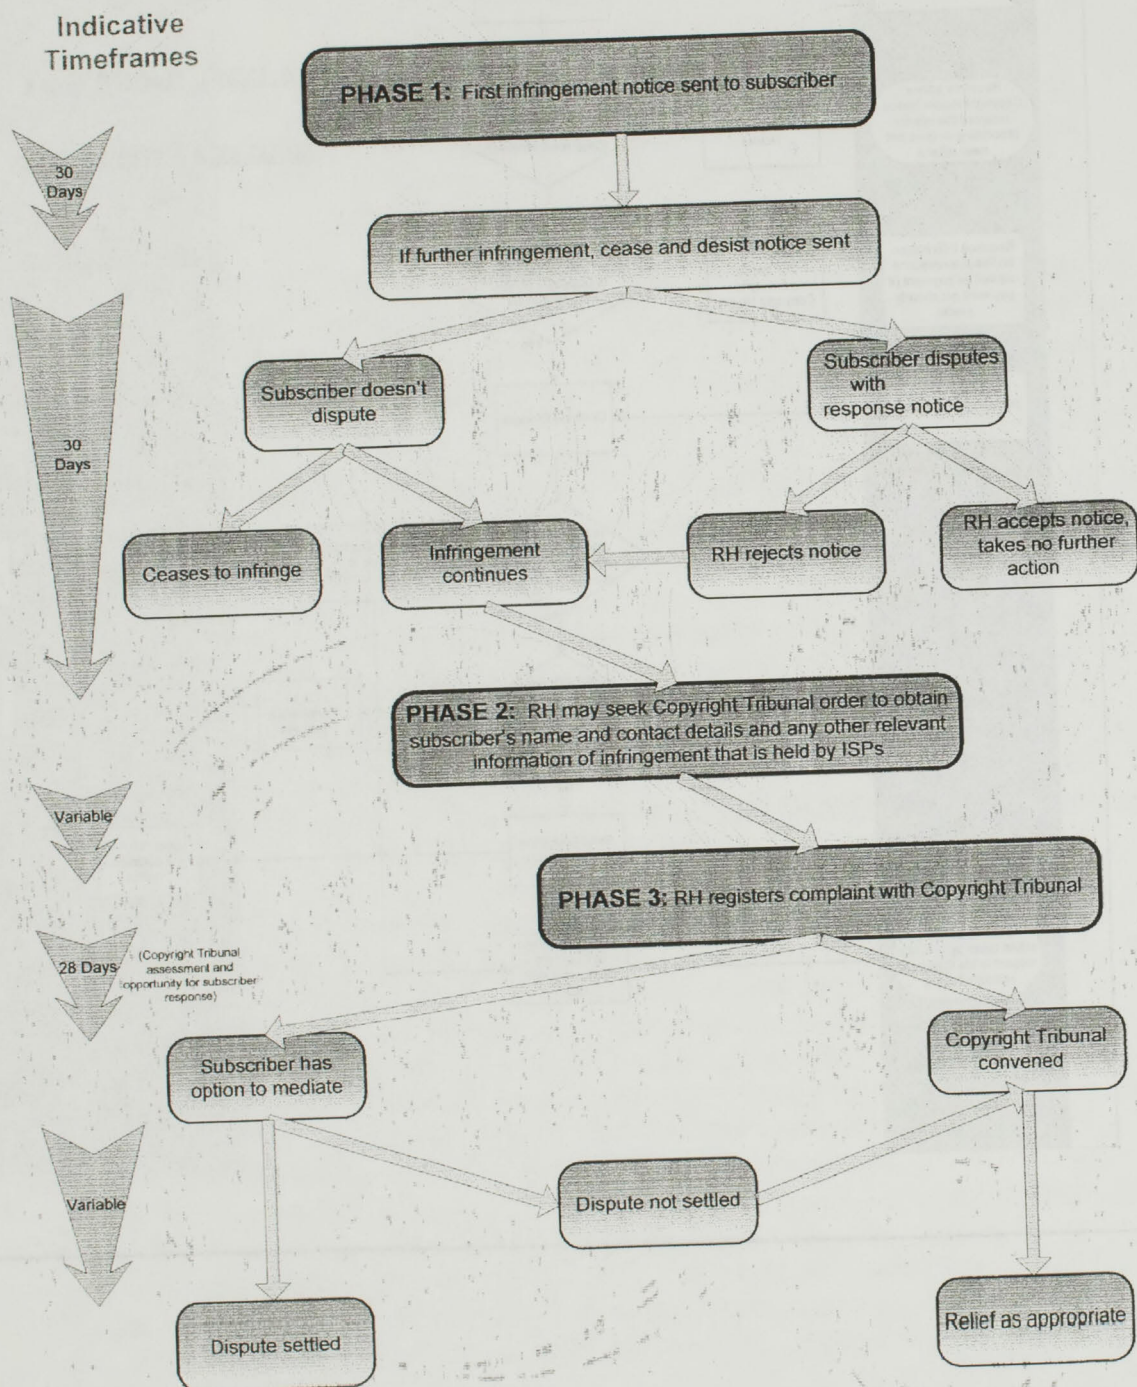 Indicative
Timeframes
PHASE 1: First infringement notice sent to subscriber
30
Days
If further infringement, cease and desist notice sent
30
Days
Subscriber doesn't
dispute
Subscriber disputes
with
response notice
Ceases to infringe
Infringement
continues
RH rejects notice
RH accepts notice,
takes no further
action
PHASE 2: RH may seek Copyright Tribunal order to obtain
subscriber's name and contact details and any other relevant
information of infringement that is held by ISPs
Variable
PHASE 3: RH registers complaint with Copyright Tribunal
28 Days
(Copyright Tribunal
assessment and
opportunity for subscriber
response)
Subscriber has
option to mediate
Copyright Tribunal
convened
Variable
Dispute not settled
Dispute settled
Relief as appropriate